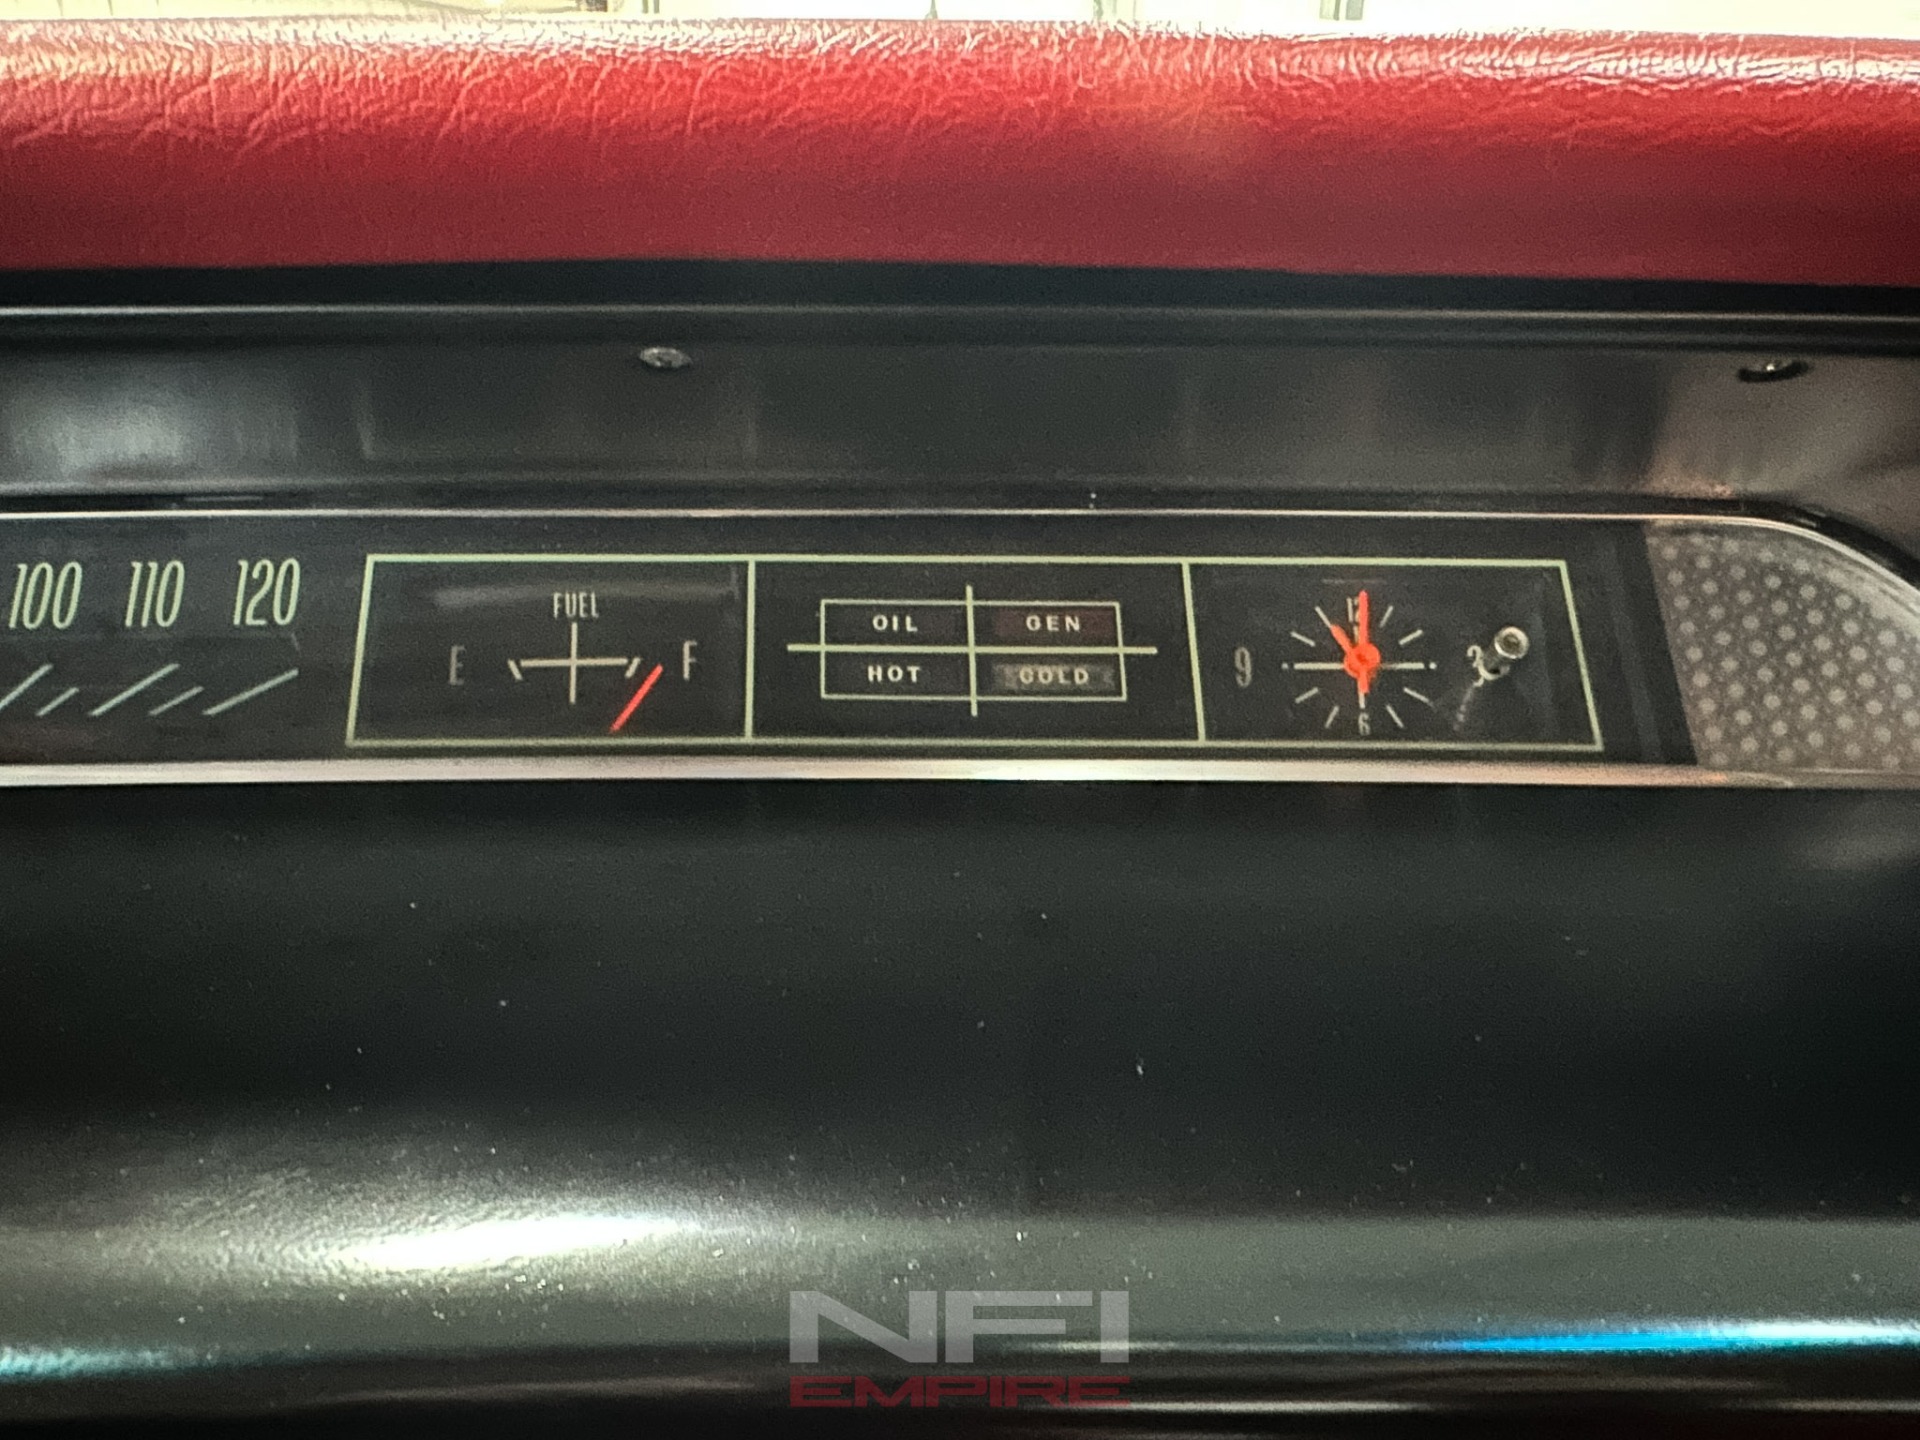 100 110 120
FUEL
E F
OIL GEN
HOT COLD
12
9 3
6
NFI
EMPIRE